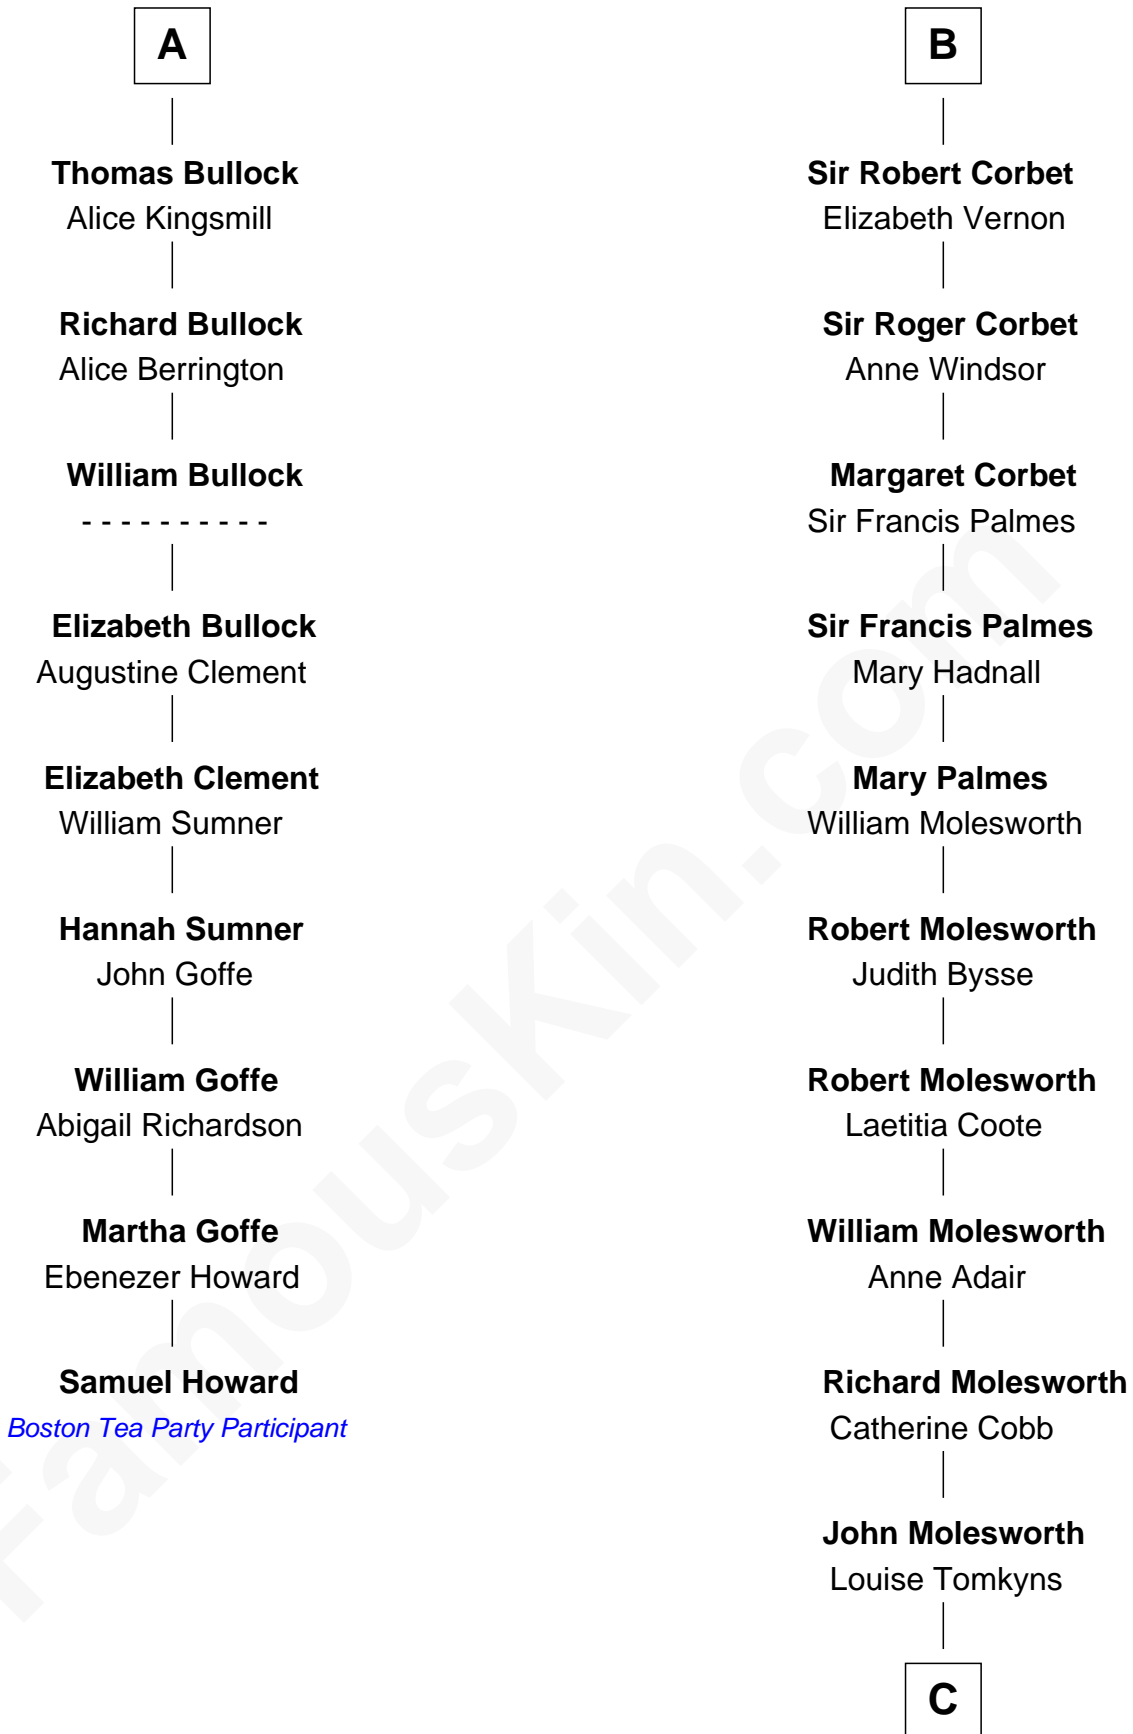 A
Thomas Bullock
Alice Kingsmill
Richard Bullock
Alice Berrington
William Bullock
- - - - - - - - - -
Elizabeth Bullock
Augustine Clement
Elizabeth Clement
William Sumner
Hannah Sumner
John Goffe
William Goffe
Abigail Richardson
Martha Goffe
Ebenezer Howard
Samuel Howard
Boston Tea Party Participant
B
Sir Robert Corbet
Elizabeth Vernon
Sir Roger Corbet
Anne Windsor
Margaret Corbet
Sir Francis Palmes
Sir Francis Palmes
Mary Hadnall
Mary Palmes
William Molesworth
Robert Molesworth
Judith Bysse
Robert Molesworth
Laetitia Coote
William Molesworth
Anne Adair
Richard Molesworth
Catherine Cobb
John Molesworth
Louise Tomkyns
C
FamousKin.com